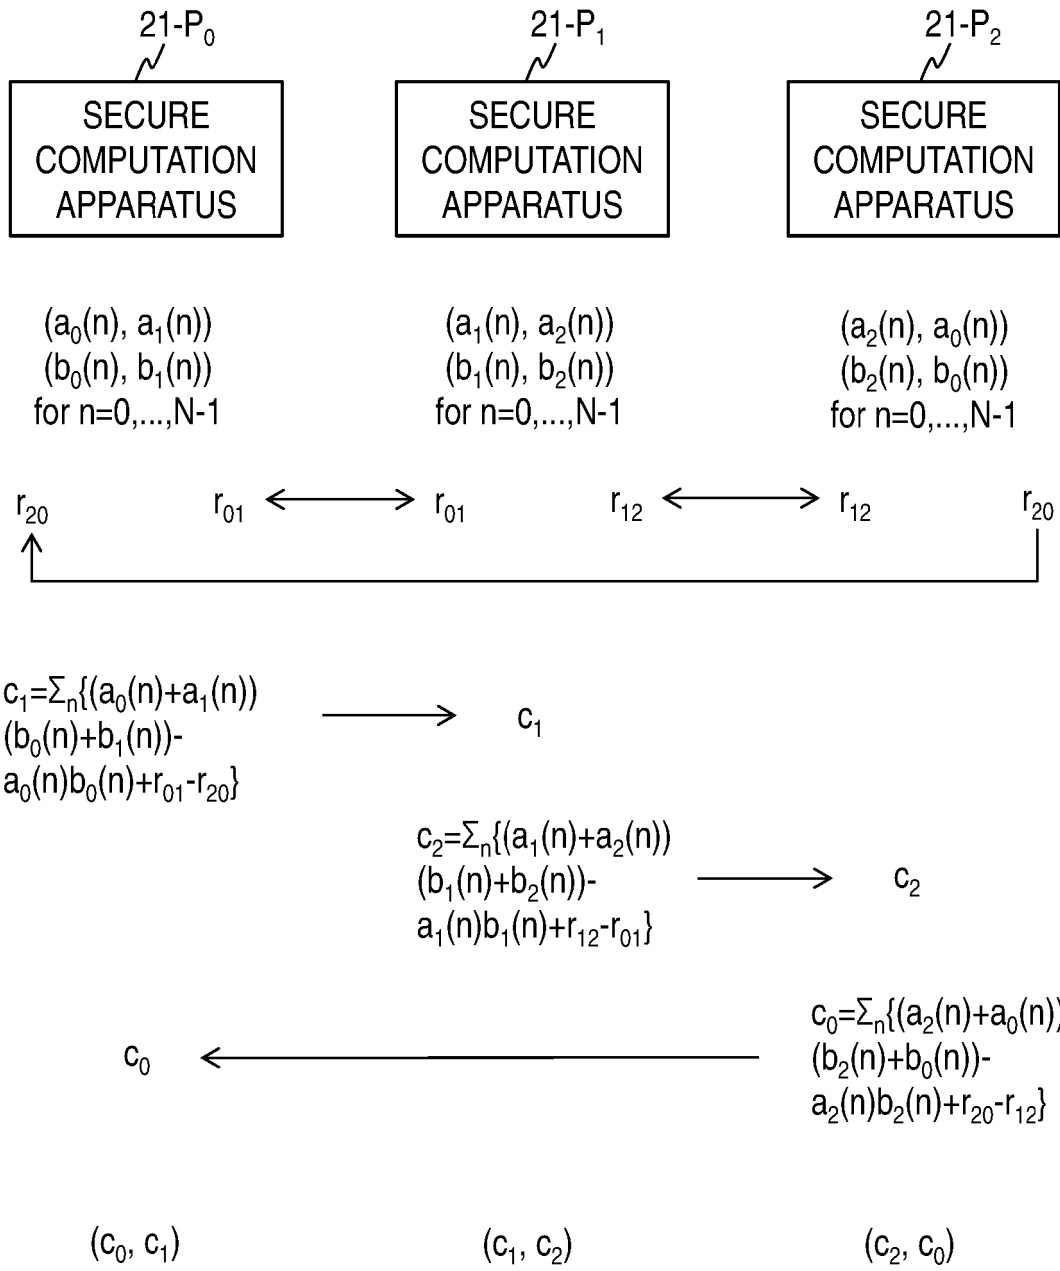 21-P₀ 21-P₁ 21-P₂
SECURE COMPUTATION APPARATUS
SECURE COMPUTATION APPARATUS
SECURE COMPUTATION APPARATUS
(a₀(n), a₁(n)) (a₁(n), a₂(n)) (a₂(n), a₀(n))
(b₀(n), b₁(n)) (b₁(n), b₂(n)) (b₂(n), b₀(n))
for n=0,...,N-1 for n=0,...,N-1 for n=0,...,N-1
r₂₀ r₀₁ r₀₁ r₁₂ r₁₂ r₂₀
c₁=Σₙ{(a₀(n)+a₁(n))
(b₀(n)+b₁(n))-
a₀(n)b₀(n)+r₀₁-r₂₀}
c₁
c₂=Σₙ{(a₁(n)+a₂(n))
(b₁(n)+b₂(n))-
a₁(n)b₁(n)+r₁₂-r₀₁}
c₂
c₀=Σₙ{(a₂(n)+a₀(n))
(b₂(n)+b₀(n))-
a₂(n)b₂(n)+r₂₀-r₁₂}
c₀
(c₀, c₁) (c₁, c₂) (c₂, c₀)